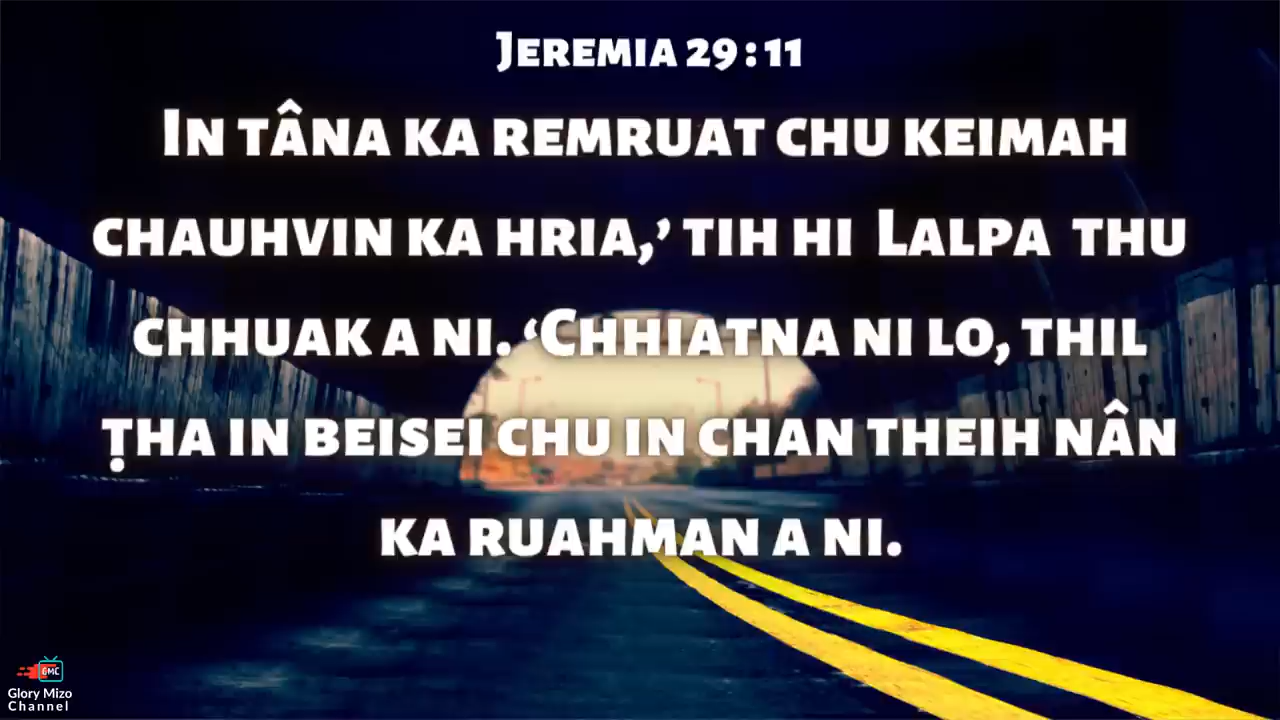 Jeremia 29 : 11
In tâna ka remruat chu keimah
chauhvin ka hria,’ tih hi Lalpa thu
chhuak a ni. ‘Chhiatna ni lo, thil
ṭha in beisei chu in chan theih nân
ka ruahman a ni.
GMC
Glory Mizo
Channel